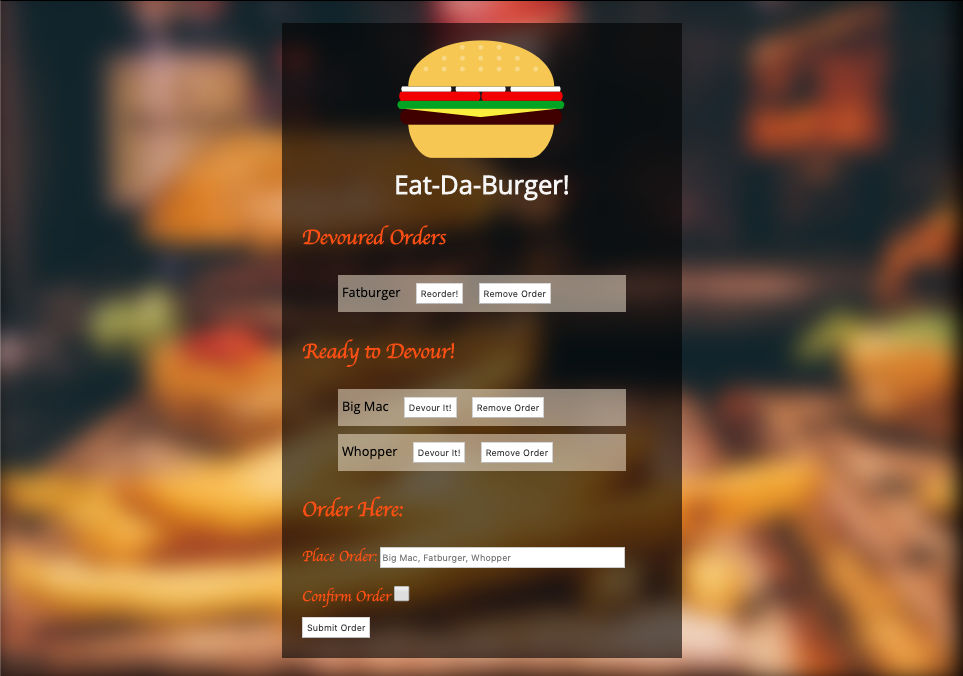 Eat-Da-Burger!
Devoured Orders
Fatburger Reorder! Remove Order
Ready to Devour!
Big Mac Devour It! Remove Order
Whopper Devour It! Remove Order
Order Here:
Place Order: Big Mac, Fatburger, Whopper
Confirm Order
Submit Order